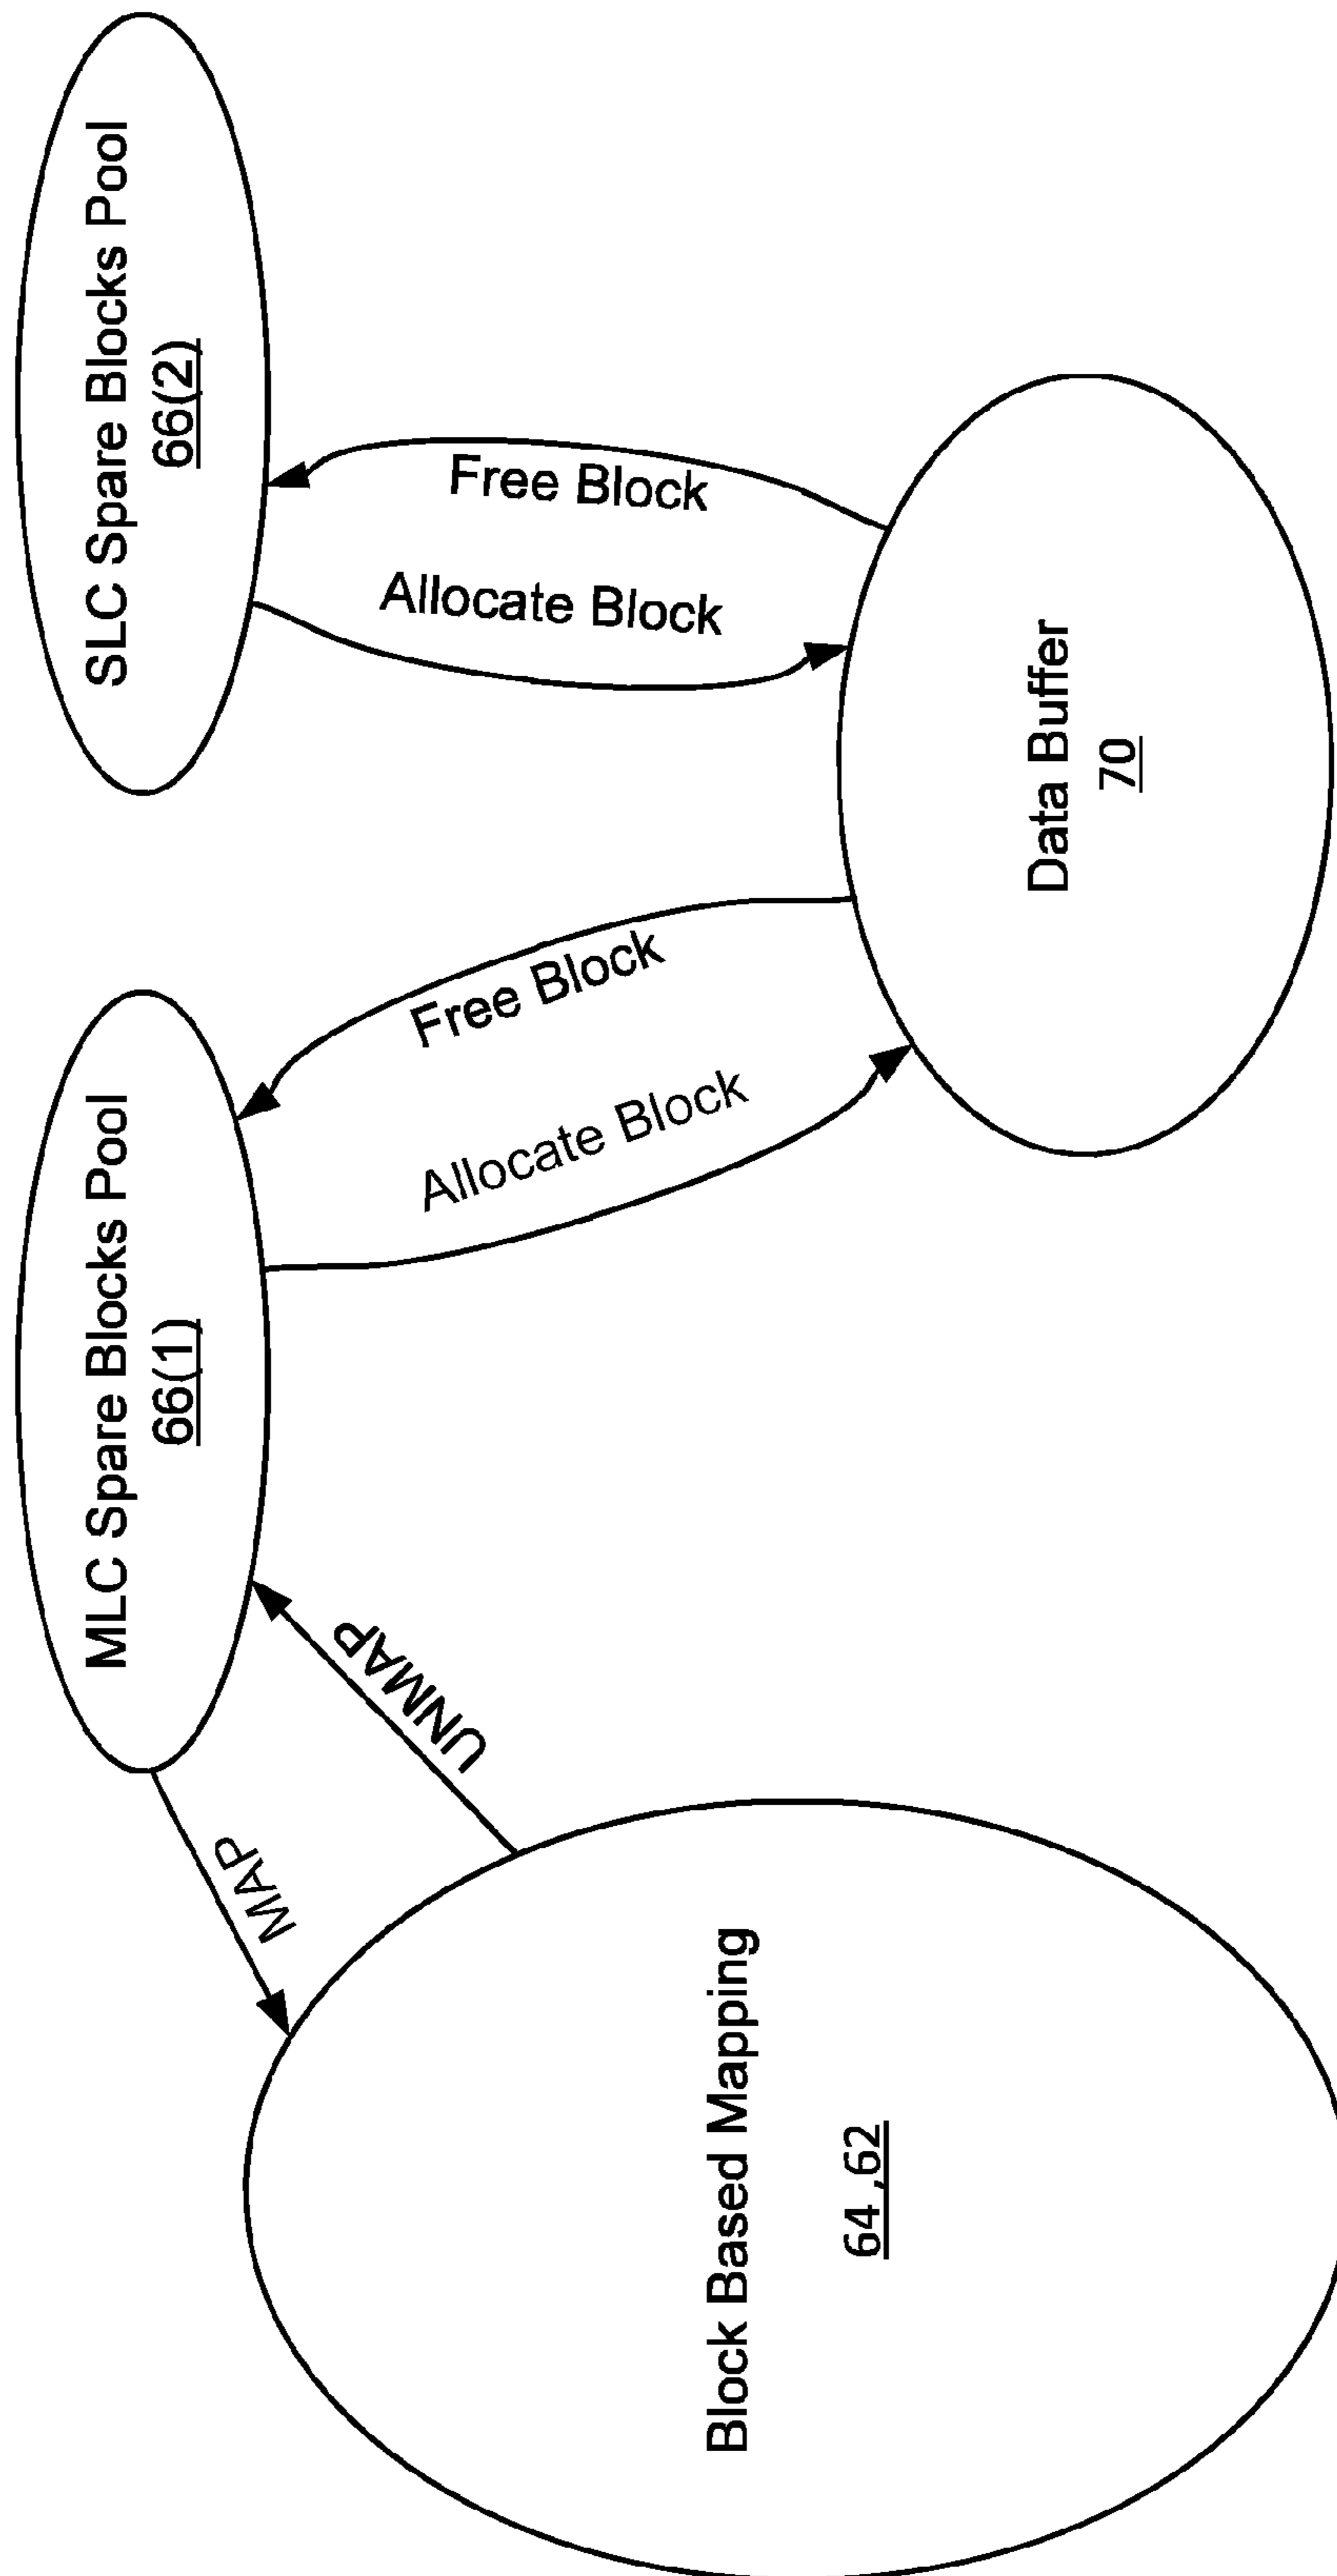 MLC Spare Blocks Pool
66(1)
SLC Spare Blocks Pool
66(2)
MAP
UNMAP
Allocate Block
Free Block
Allocate Block
Free Block
Block Based Mapping
64 ,62
Data Buffer
70